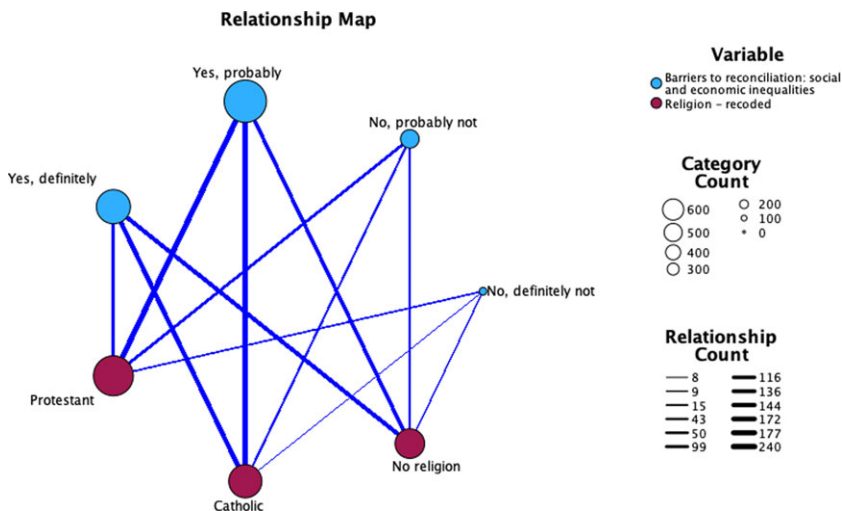 Relationship Map
Yes, probably
No, probably not
Yes, definitely
No, definitely not
Protestant
No religion
Catholic
Variable
Barriers to reconciliation: social
and economic inequalities
Religion – recoded
Category
Count
600
500
400
300
200
100
0
Relationship
Count
8
9
15
43
50
99
116
136
144
172
177
240